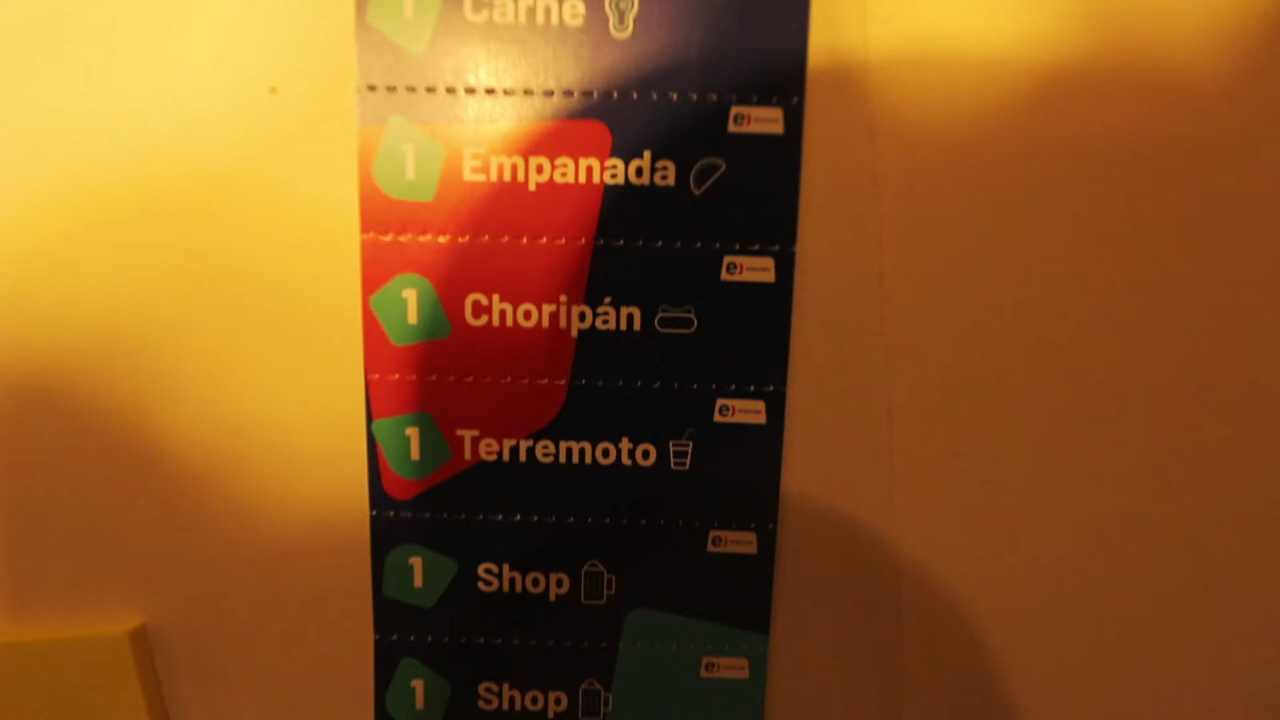 1 Carne
1 Empanada
e)
1 Choripán
e)
1 Terremoto
e)
1 Shop
e)
1 Shop
e)